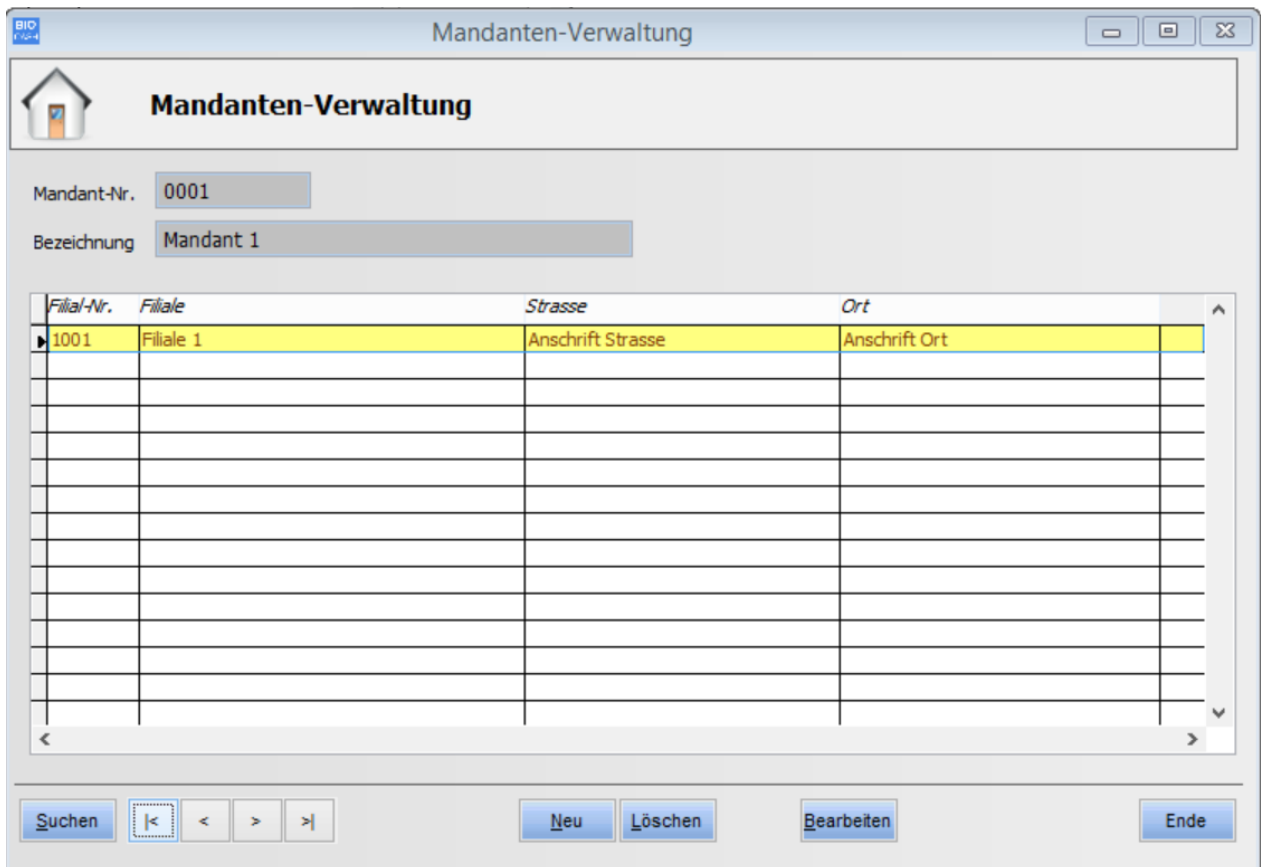 BIO
Mandanten-Verwaltung
Mandanten-Verwaltung
Mandant-Nr. 0001
Bezeichnung Mandant 1
Filial-Nr. Filiale Strasse Ort
1001 Filiale 1 Anschrift Strasse Anschrift Ort
Suchen |< < > >| Neu Löschen Bearbeiten Ende